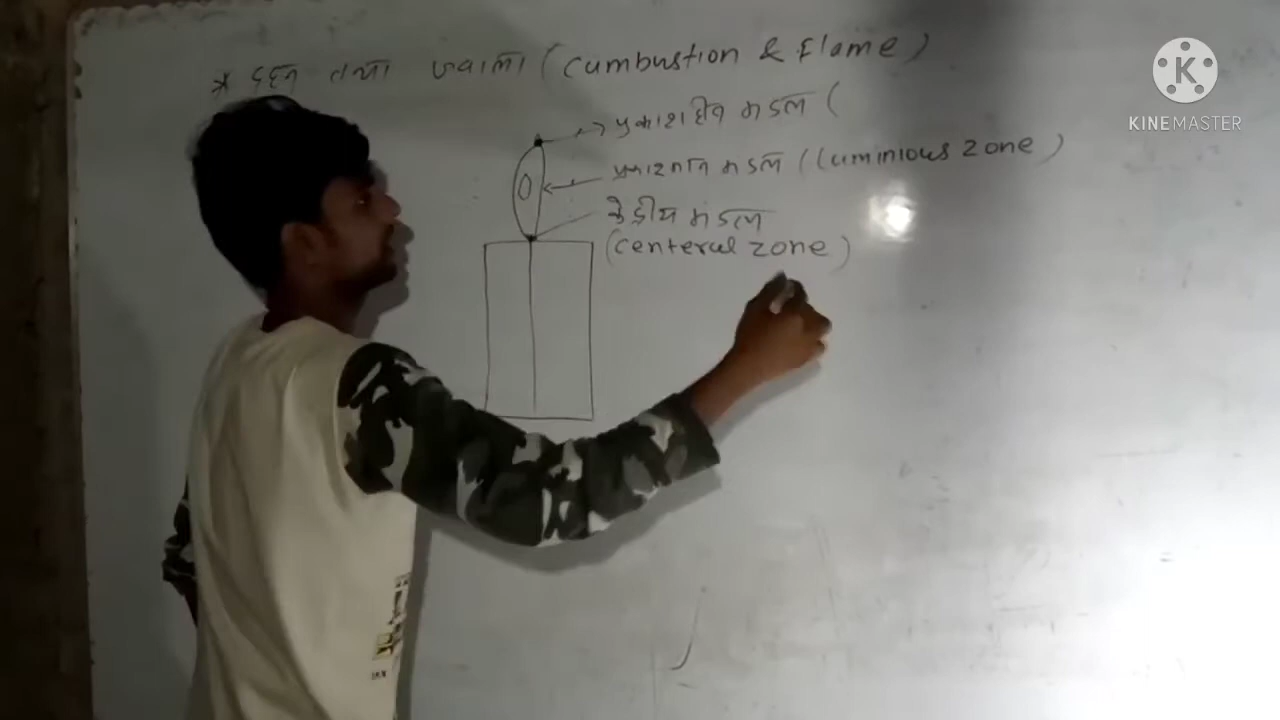 * दहन तथा ज्वाला (Cumbustion & flame)
→ प्रकाशहीन मंडल (
प्रकाशमान मंडल (Luminious zone)
केंद्रीय मंडल
(centeral zone)
KINEMASTER